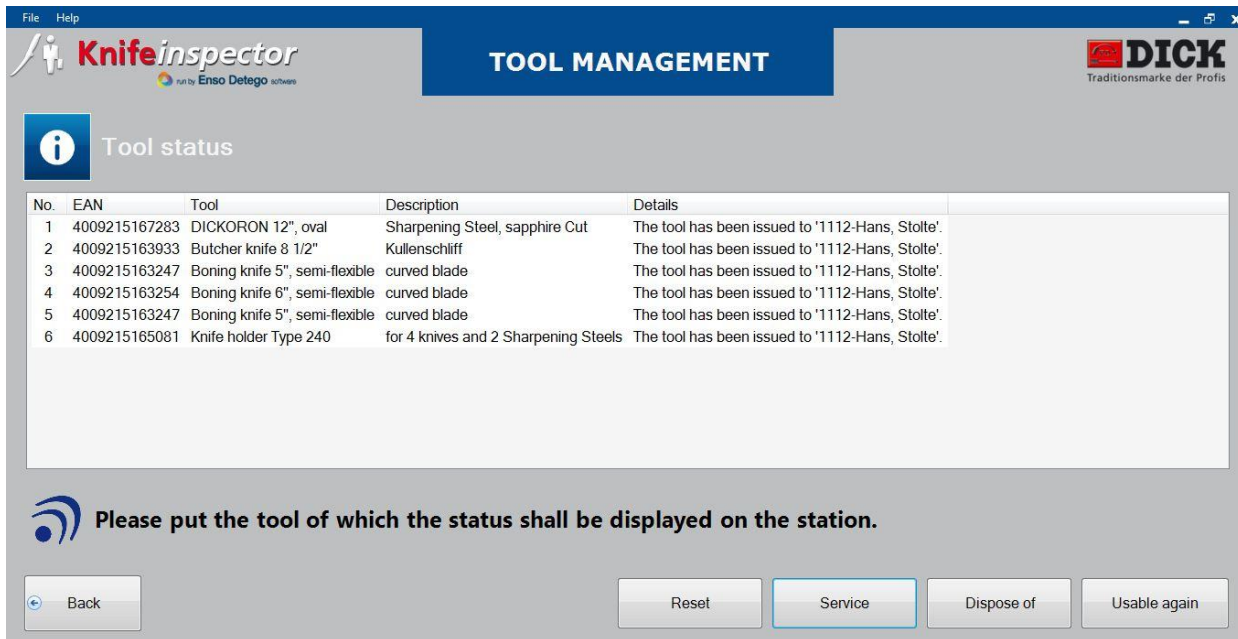 File Help
Knifeinspector
run by Enso Detego software
TOOL MANAGEMENT
DICK
Traditionsmarke der Profis
Tool status
No. EAN Tool Description Details
1 4009215167283 DICKORON 12", oval Sharpening Steel, sapphire Cut The tool has been issued to '1112-Hans, Stolte'.
2 4009215163933 Butcher knife 8 1/2" Kullenschliff The tool has been issued to '1112-Hans, Stolte'.
3 4009215163247 Boning knife 5", semi-flexible curved blade The tool has been issued to '1112-Hans, Stolte'.
4 4009215163254 Boning knife 6", semi-flexible curved blade The tool has been issued to '1112-Hans, Stolte'.
5 4009215163247 Boning knife 5", semi-flexible curved blade The tool has been issued to '1112-Hans, Stolte'.
6 4009215165081 Knife holder Type 240 for 4 knives and 2 Sharpening Steels The tool has been issued to '1112-Hans, Stolte'.
Please put the tool of which the status shall be displayed on the station.
Back Reset Service Dispose of Usable again